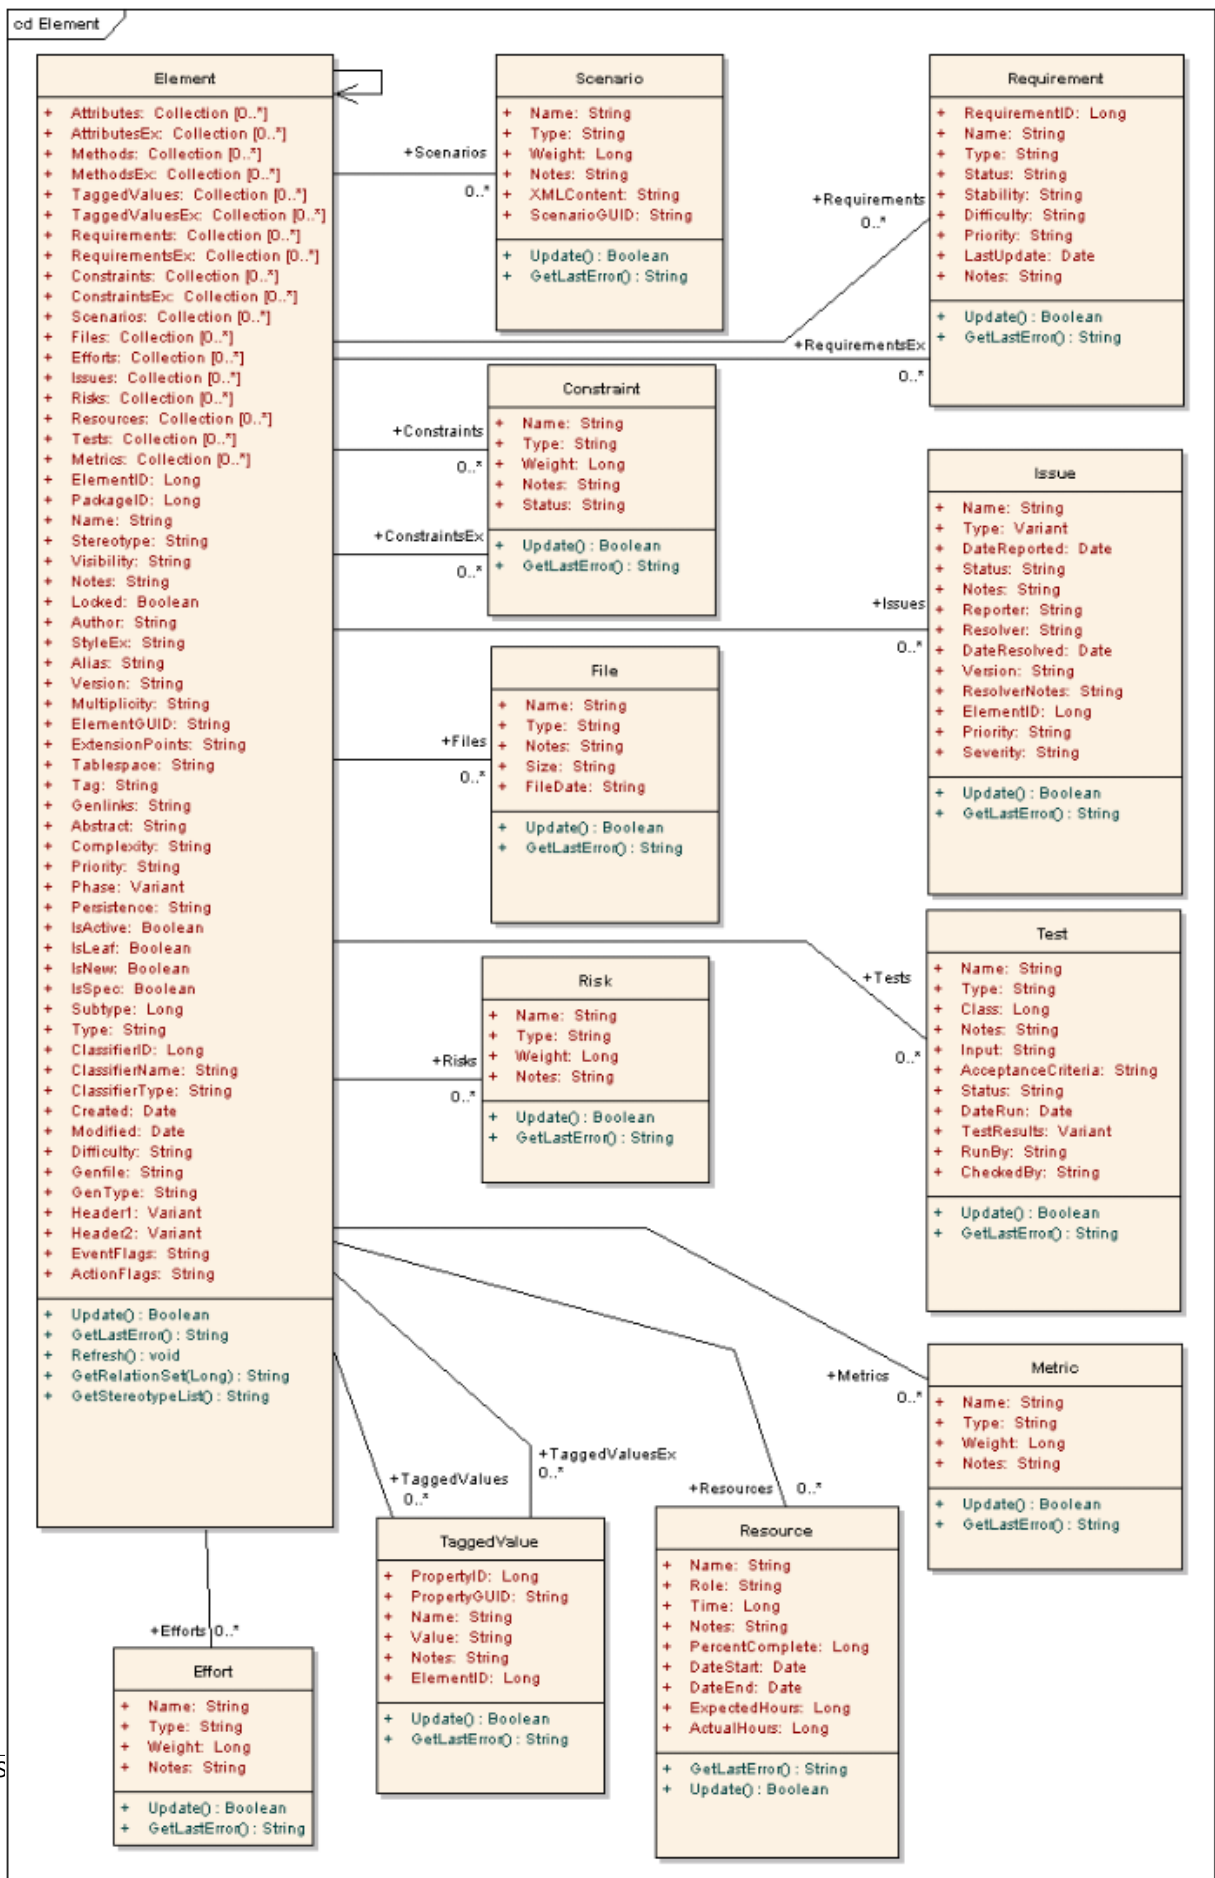 cd Element
Element
+ Attributes: Collection [0..*]
+ AttributesEx: Collection [0..*]
+ Methods: Collection [0..*]
+ MethodsEx: Collection [0..*]
+ TaggedValues: Collection [0..*]
+ TaggedValuesEx: Collection [0..*]
+ Requirements: Collection [0..*]
+ RequirementsEx: Collection [0..*]
+ Constraints: Collection [0..*]
+ ConstraintsEx: Collection [0..*]
+ Scenarios: Collection [0..*]
+ Files: Collection [0..*]
+ Efforts: Collection [0..*]
+ Issues: Collection [0..*]
+ Risks: Collection [0..*]
+ Resources: Collection [0..*]
+ Tests: Collection [0..*]
+ Metrics: Collection [0..*]
+ ElementID: Long
+ PackageID: Long
+ Name: String
+ Stereotype: String
+ Visibility: String
+ Notes: String
+ Locked: Boolean
+ Author: String
+ StyleEx: String
+ Alias: String
+ Version: String
+ Multiplicity: String
+ ElementGUID: String
+ ExtensionPoints: String
+ Tablespace: String
+ Tag: String
+ Genlinks: String
+ Abstract: String
+ Complexity: String
+ Priority: String
+ Phase: Variant
+ Persistence: String
+ IsActive: Boolean
+ IsLeaf: Boolean
+ IsNew: Boolean
+ IsSpec: Boolean
+ Subtype: Long
+ Type: String
+ ClassifierID: Long
+ ClassifierName: String
+ ClassifierType: String
+ Created: Date
+ Modified: Date
+ Difficulty: String
+ Genfile: String
+ GenType: String
+ Header1: Variant
+ Header2: Variant
+ EventFlags: String
+ ActionFlags: String
+ Update() : Boolean
+ GetLastError() : String
+ Refresh() : void
+ GetRelationSet(Long) : String
+ GetStereotypeList() : String
+Scenarios
0..*
Scenario
+ Name: String
+ Type: String
+ Weight: Long
+ Notes: String
+ XMLContent: String
+ ScenarioGUID: String
+ Update() : Boolean
+ GetLastError() : String
+Requirements
0..*
+RequirementsEx
0..*
Requirement
+ RequirementID: Long
+ Name: String
+ Type: String
+ Status: String
+ Stability: String
+ Difficulty: String
+ Priority: String
+ LastUpdate: Date
+ Notes: String
+ Update() : Boolean
+ GetLastError() : String
+Constraints
0..*
+ConstraintsEx
0..*
Constraint
+ Name: String
+ Type: String
+ Weight: Long
+ Notes: String
+ Status: String
+ Update() : Boolean
+ GetLastError() : String
+Issues
0..*
Issue
+ Name: String
+ Type: Variant
+ DateReported: Date
+ Status: String
+ Notes: String
+ Reporter: String
+ Resolver: String
+ DateResolved: Date
+ Version: String
+ ResolverNotes: String
+ ElementID: Long
+ Priority: String
+ Severity: String
+ Update() : Boolean
+ GetLastError() : String
+Files
0..*
File
+ Name: String
+ Type: String
+ Notes: String
+ Size: String
+ FileDate: String
+ Update() : Boolean
+ GetLastError() : String
+Tests
0..*
Test
+ Name: String
+ Type: String
+ Class: Long
+ Notes: String
+ Input: String
+ AcceptanceCriteria: String
+ Status: String
+ DateRun: Date
+ TestResults: Variant
+ RunBy: String
+ CheckedBy: String
+ Update() : Boolean
+ GetLastError() : String
+Risks
0..*
Risk
+ Name: String
+ Type: String
+ Weight: Long
+ Notes: String
+ Update() : Boolean
+ GetLastError() : String
+Metrics
0..*
Metric
+ Name: String
+ Type: String
+ Weight: Long
+ Notes: String
+ Update() : Boolean
+ GetLastError() : String
+TaggedValuesEx
0..*
+TaggedValues
0..*
TaggedValue
+ PropertyID: Long
+ PropertyGUID: String
+ Name: String
+ Value: String
+ Notes: String
+ ElementID: Long
+ Update() : Boolean
+ GetLastError() : String
+Resources 0..*
Resource
+ Name: String
+ Role: String
+ Time: Long
+ Notes: String
+ PercentComplete: Long
+ DateStart: Date
+ DateEnd: Date
+ ExpectedHours: Long
+ ActualHours: Long
+ GetLastError() : String
+ Update() : Boolean
+Efforts 0..*
Effort
+ Name: String
+ Type: String
+ Weight: Long
+ Notes: String
+ Update() : Boolean
+ GetLastError() : String
s